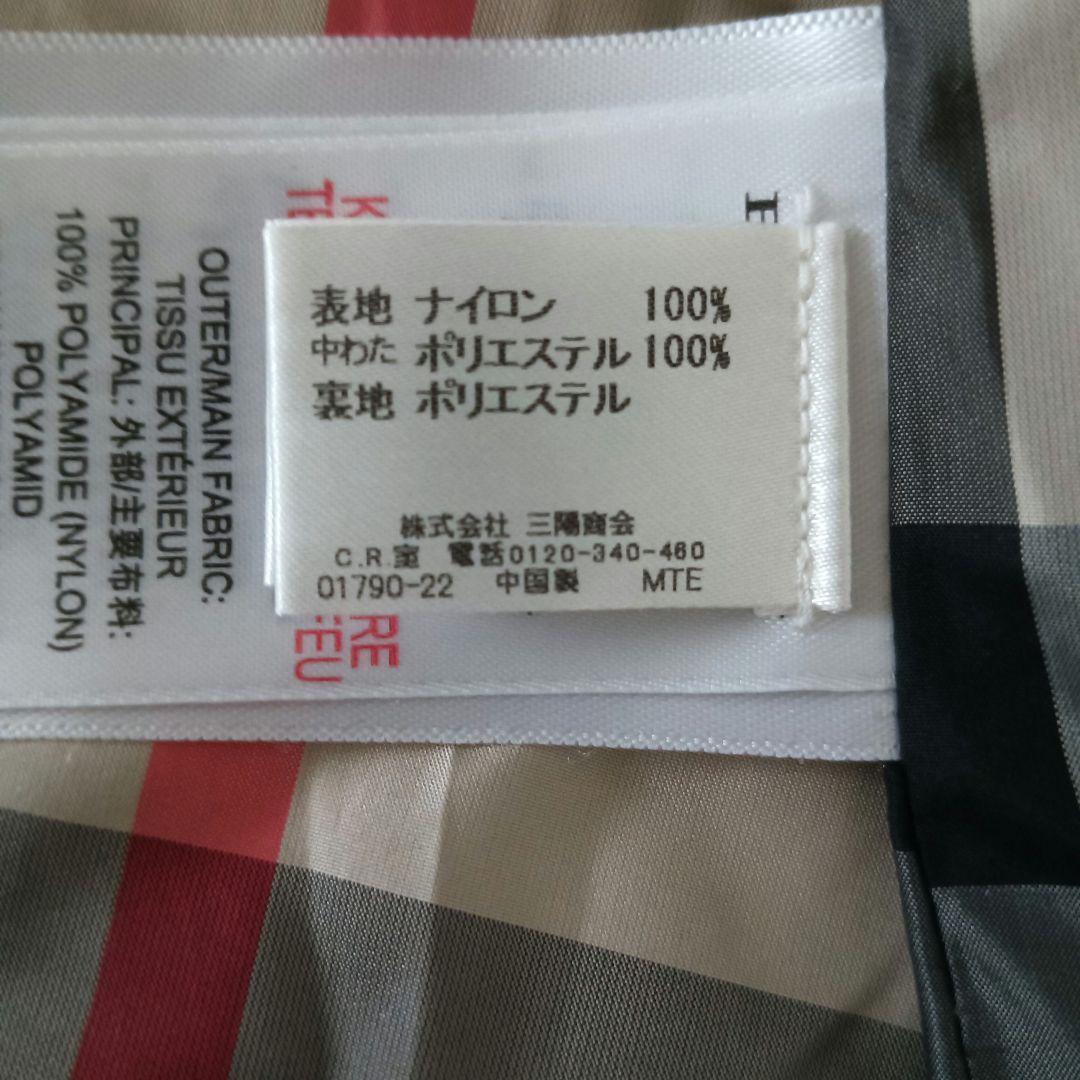 表地 ナイロン 100%
中わた ポリエステル 100%
裏地 ポリエステル
株式会社 三陽商会
C.R.室 電話0120-340-460
01790-22 中国製 MTE
OUTER/MAIN FABRIC:
TISSU EXTÉRIEUR
PRINCIPAL: 外部/主要布料:
100% POLYAMIDE (NYLON)
POLYAMID